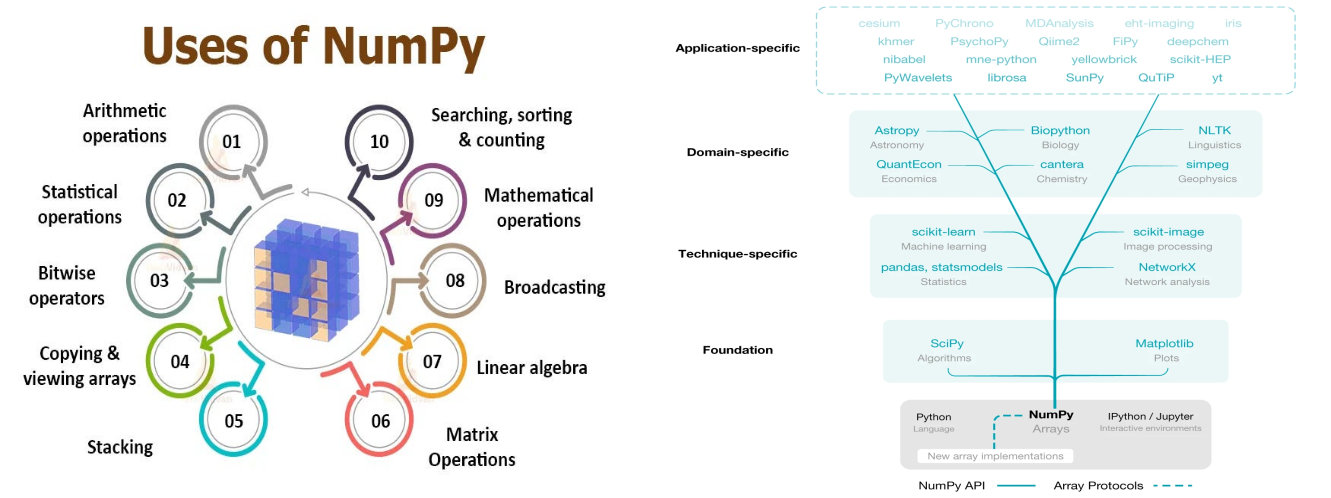 Uses of NumPy
Arithmetic
operations
01
Statistical
operations
02
Bitwise
operators
03
Copying &
viewing arrays
04
Stacking
05
10
Searching, sorting
& counting
09
Mathematical
operations
08
Broadcasting
07
Linear algebra
06
Matrix
Operations
Application-specific
cesium PyChrono MDAnalysis eht-imaging iris
khmer PsychoPy Qiime2 FiPy deepchem
nibabel mne-python yellowbrick scikit-HEP
PyWavelets librosa SunPy QuTiP yt
Domain-specific
Astropy Biopython NLTK
Astronomy Biology Linguistics
QuantEcon cantera simpeg
Economics Chemistry Geophysics
Technique-specific
scikit-learn scikit-image
Machine learning Image processing
pandas, statsmodels NetworkX
Statistics Network analysis
Foundation
SciPy Matplotlib
Algorithms Plots
Python NumPy IPython / Jupyter
Language Arrays Interactive environments
New array implementations
NumPy API Array Protocols